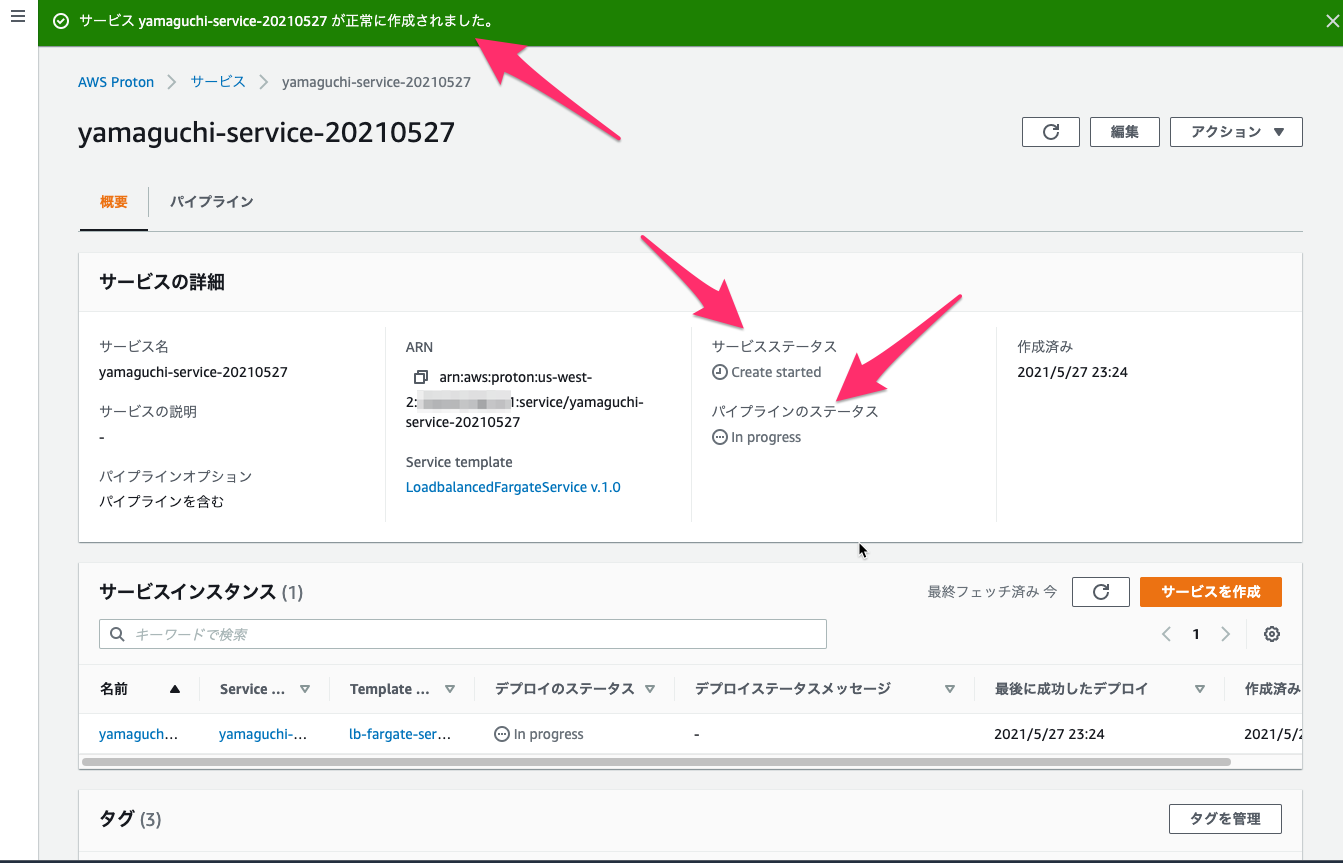 サービス yamaguchi-service-20210527 が正常に作成されました。
AWS Proton サービス yamaguchi-service-20210527
yamaguchi-service-20210527
編集 アクション
概要 パイプライン
サービスの詳細
サービス名
yamaguchi-service-20210527
サービスの説明
-
パイプラインオプション
パイプラインを含む
ARN
arn:aws:proton:us-west-
2: 1:service/yamaguchi-
service-20210527
Service template
LoadbalancedFargateService v.1.0
サービスステータス
Create started
パイプラインのステータス
In progress
作成済み
2021/5/27 23:24
サービスインスタンス (1)
最終フェッチ済み 今
サービスを作成
キーワードで検索
1
名前 Service ... Template ... デプロイのステータス デプロイステータスメッセージ 最後に成功したデプロイ 作成済み
yamaguch... yamaguchi-... lb-fargate-ser... In progress - 2021/5/27 23:24 2021/5/2
タグ (3)
タグを管理